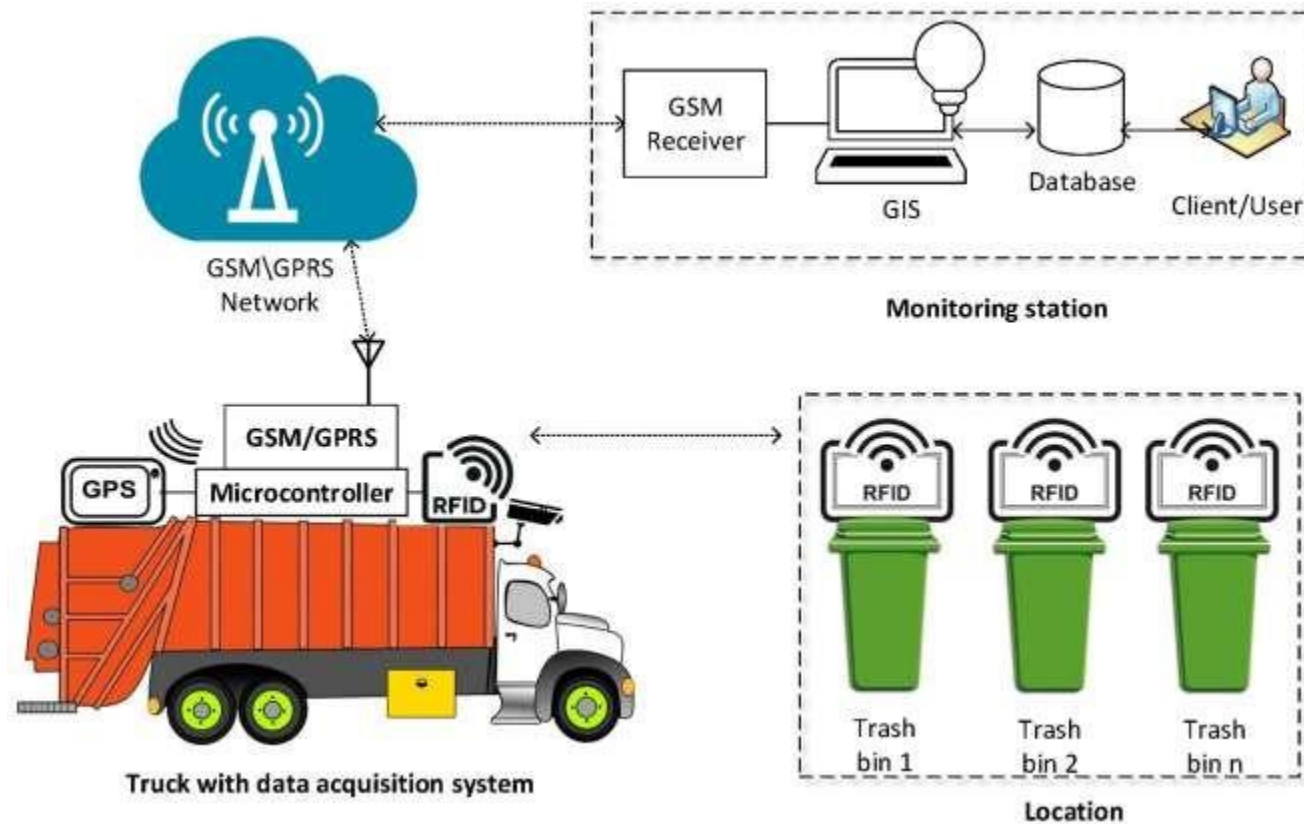 GSM
Receiver
GIS
Database
Client/User
Monitoring station
GSM\GPRS
Network
GSM/GPRS
GPS
Microcontroller
RFID
Truck with data acquisition system
RFID
RFID
RFID
Trash
bin 1
Trash
bin 2
Trash
bin n
Location